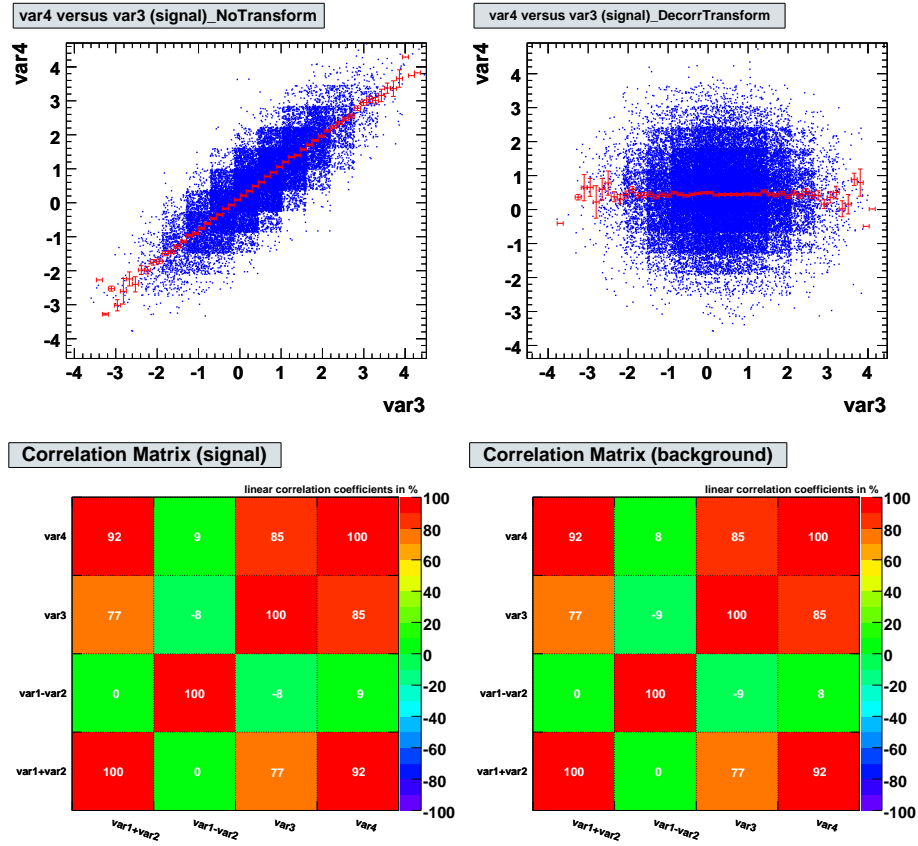 var4 versus var3 (signal)_NoTransform
var4
4
3
2
1
0
-1
-2
-3
-4
-4 -3 -2 -1 0 1 2 3 4
var3
var4 versus var3 (signal)_DecorrTransform
var4
4
3
2
1
0
-1
-2
-3
-4
-4 -3 -2 -1 0 1 2 3 4
var3
Correlation Matrix (signal)
linear correlation coefficients in %
var4 92 9 85 100
var3 77 -8 100 85
var1-var2 0 100 -8 9
var1+var2 100 0 77 92
var1+var2 var1-var2 var3 var4
100
80
60
40
20
0
-20
-40
-60
-80
-100
Correlation Matrix (background)
linear correlation coefficients in %
var4 92 8 85 100
var3 77 -9 100 85
var1-var2 0 100 -9 8
var1+var2 100 0 77 92
var1+var2 var1-var2 var3 var4
100
80
60
40
20
0
-20
-40
-60
-80
-100